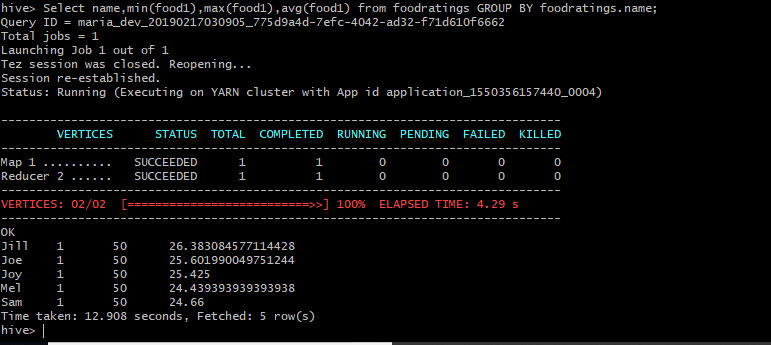 hive> Select name,min(food1),max(food1),avg(food1) from foodratings GROUP BY foodratings.name;
Query ID = maria_dev_20190217030905_775d9a4d-7efc-4042-ad32-f71d610f6662
Total jobs = 1
Launching Job 1 out of 1
Tez session was closed. Reopening...
Session re-established.
Status: Running (Executing on YARN cluster with App id application_1550356157440_0004)
--------------------------------------------------------------------------------
        VERTICES      STATUS  TOTAL  COMPLETED  RUNNING  PENDING  FAILED  KILLED
--------------------------------------------------------------------------------
Map 1 ..........   SUCCEEDED      1          1        0        0       0       0
Reducer 2 ......   SUCCEEDED      1          1        0        0       0       0
--------------------------------------------------------------------------------
VERTICES: 02/02  [==========================>>] 100%  ELAPSED TIME: 4.29 s
--------------------------------------------------------------------------------
OK
Jill    1       50      26.383084577114428
Joe     1       50      25.601990049751244
Joy     1       50      25.425
Mel     1       50      24.439393939393938
Sam     1       50      24.66
Time taken: 12.908 seconds, Fetched: 5 row(s)
hive>